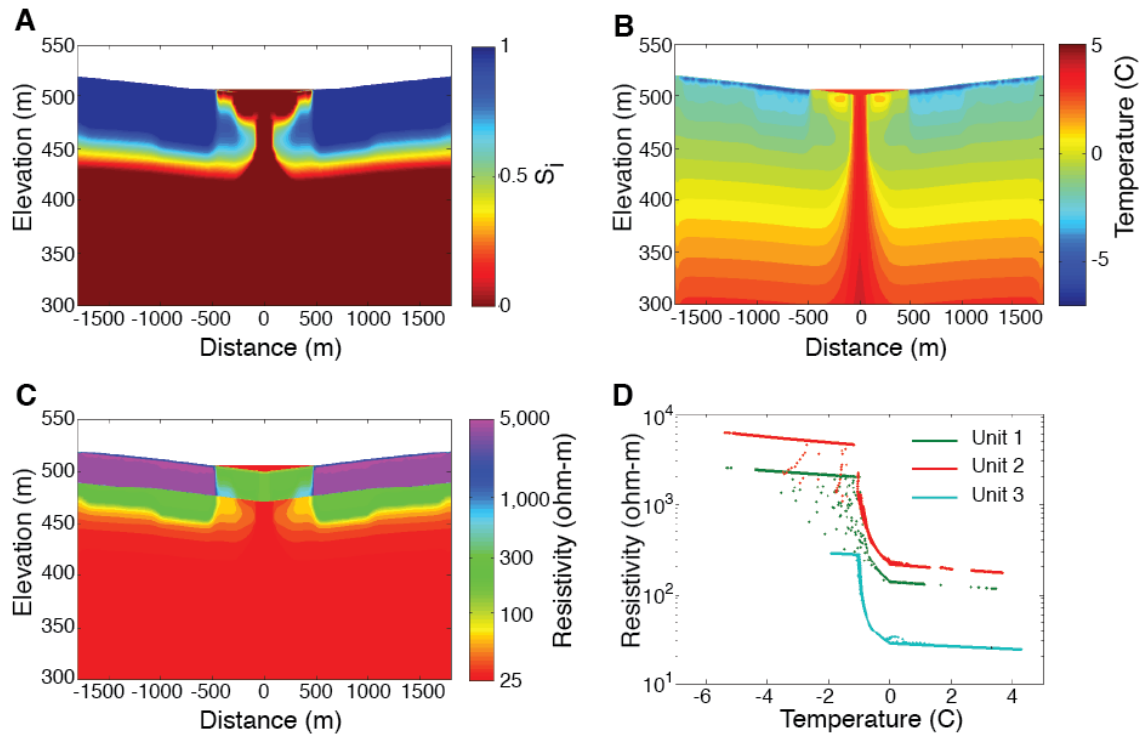 A
550
500
450
400
350
300
Elevation (m)
-1500 -1000 -500 0 500 1000 1500
Distance (m)
1
0.5
0
Si
B
550
500
450
400
350
300
Elevation (m)
-1500 -1000 -500 0 500 1000 1500
Distance (m)
5
0
-5
Temperature (C)
C
550
500
450
400
350
300
Elevation (m)
-1500 -1000 -500 0 500 1000 1500
Distance (m)
5,000
1,000
300
100
25
Resistivity (ohm-m)
D
10^4
10^3
10^2
10^1
Resistivity (ohm-m)
Unit 1
Unit 2
Unit 3
-6 -4 -2 0 2 4
Temperature (C)